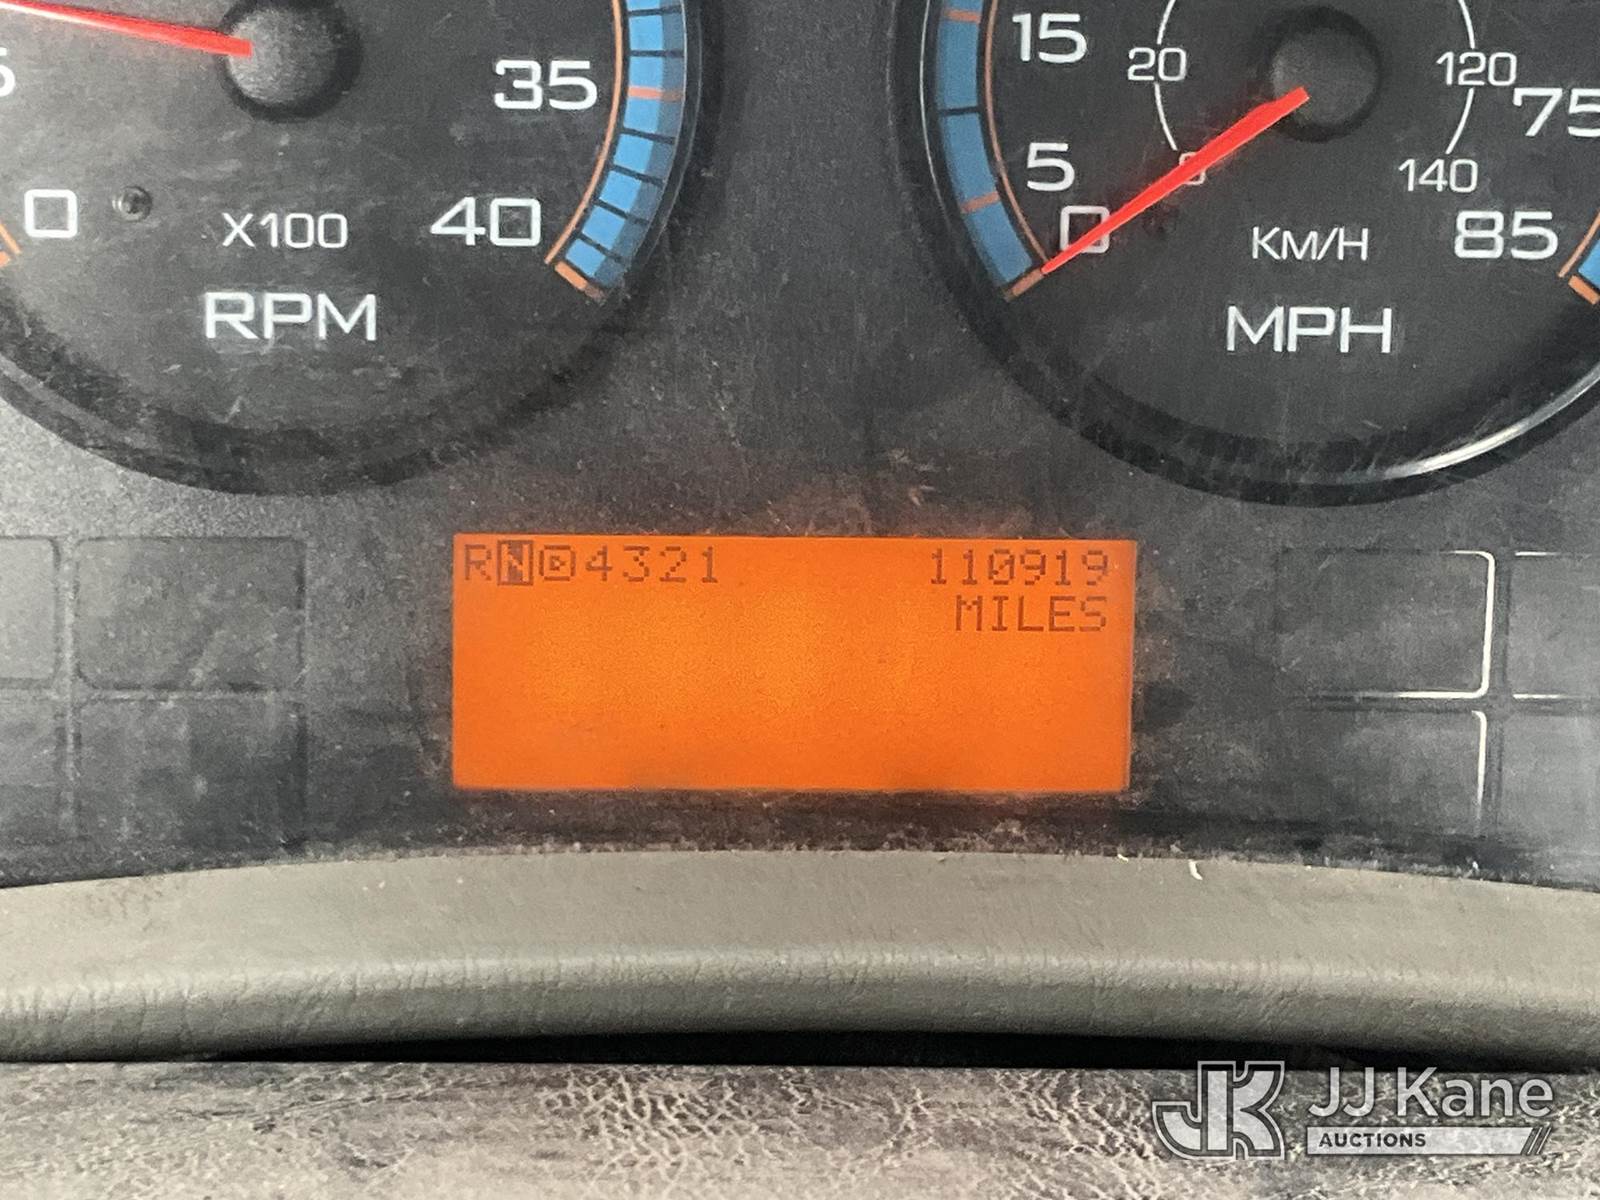 35
40
0
X100
RPM
15
5
0
20
120
140
75
85
KM/H
MPH
RN D 4321 110919
MILES
JK JJ Kane
AUCTIONS